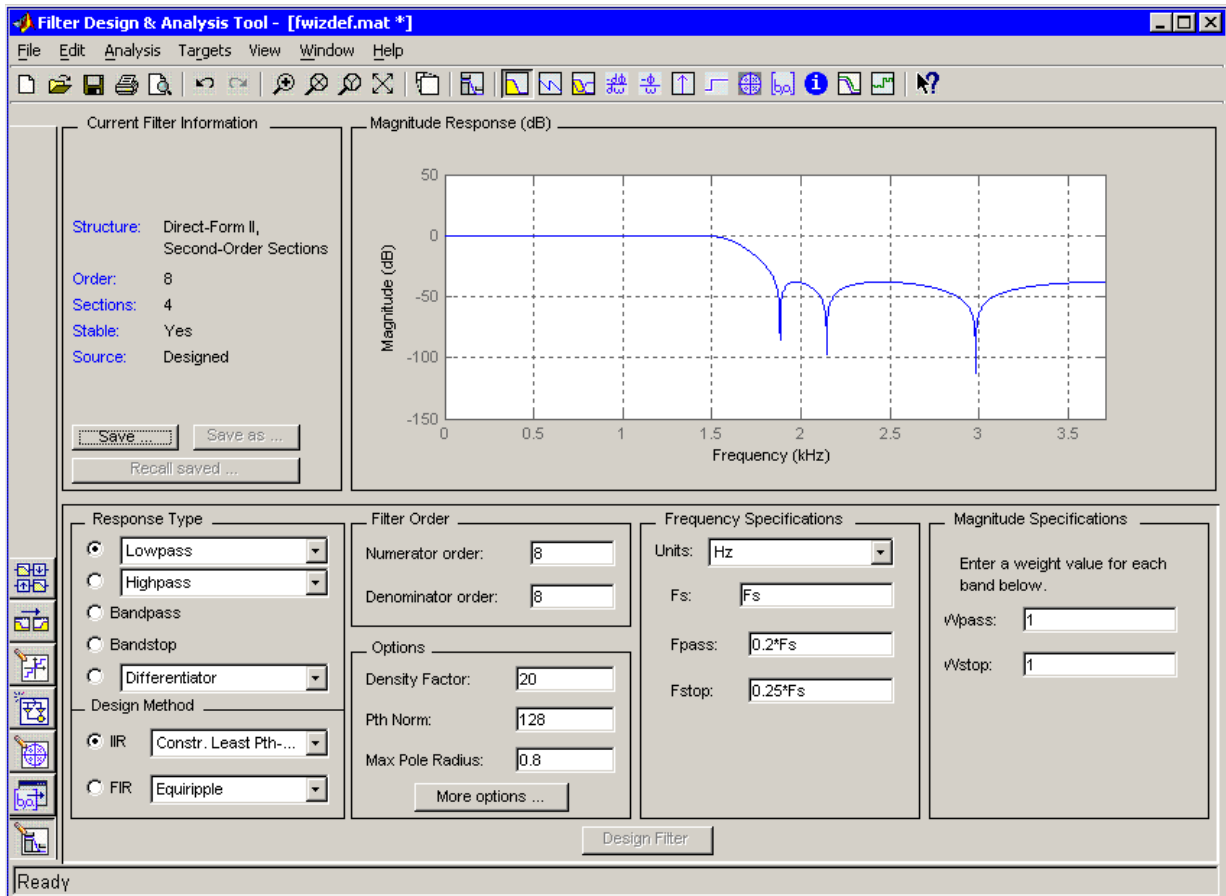 Filter Design & Analysis Tool - [fwizdef.mat *]
File Edit Analysis Targets View Window Help
Current Filter Information
Structure: Direct-Form II,
Second-Order Sections
Order: 8
Sections: 4
Stable: Yes
Source: Designed
Save ...
Save as ...
Recall saved ...
Magnitude Response (dB)
50
0
-50
-100
-150
Magnitude (dB)
0 0.5 1 1.5 2 2.5 3 3.5
Frequency (kHz)
Response Type
Lowpass
Highpass
Bandpass
Bandstop
Differentiator
Design Method
IIR Constr. Least Pth-...
FIR Equiripple
Filter Order
Numerator order: 8
Denominator order: 8
Options
Density Factor: 20
Pth Norm: 128
Max Pole Radius: 0.8
More options ...
Frequency Specifications
Units: Hz
Fs: Fs
Fpass: 0.2*Fs
Fstop: 0.25*Fs
Magnitude Specifications
Enter a weight value for each
band below.
Wpass: 1
Wstop: 1
Design Filter
Ready